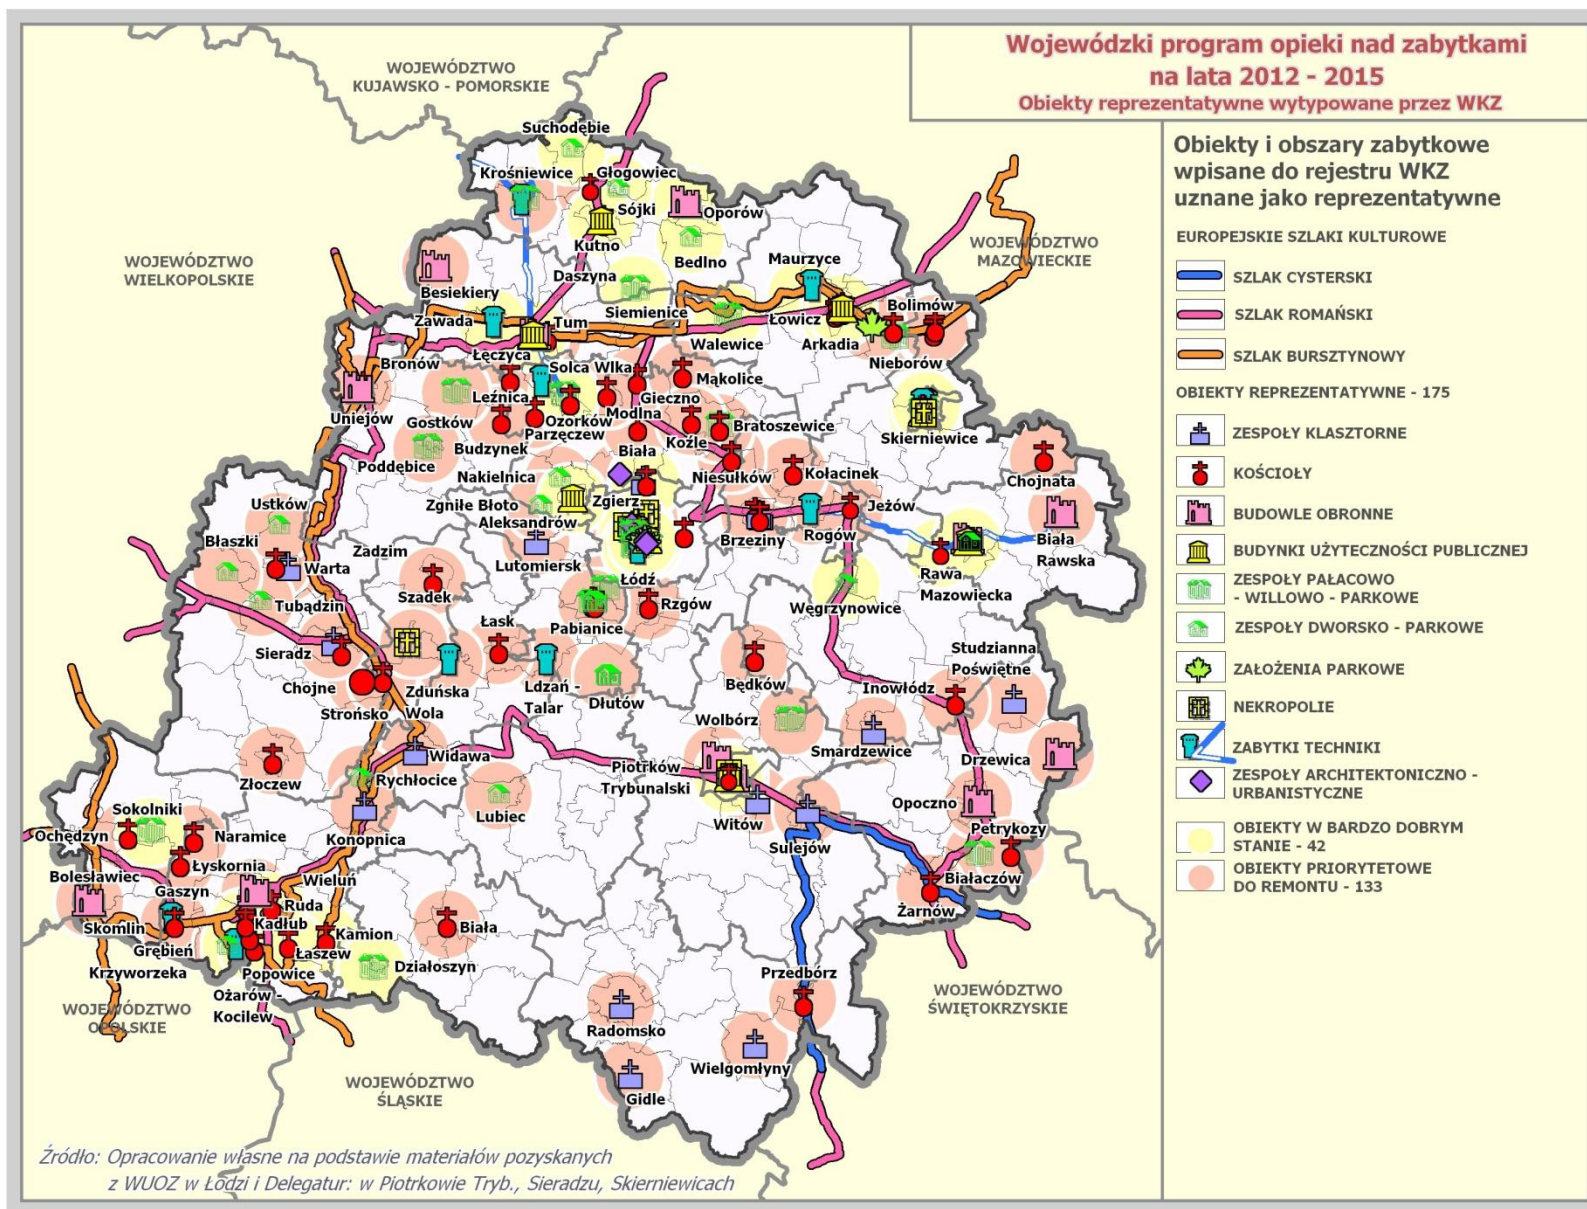 Wojewódzki program opieki nad zabytkami
na lata 2012 - 2015
Obiekty reprezentatywne wytypowane przez WKZ
Obiekty i obszary zabytkowe
wpisane do rejestru WKZ
uznane jako reprezentatywne
EUROPEJSKIE SZLAKI KULTUROWE
SZLAK CYSTERSKI
SZLAK ROMAŃSKI
SZLAK BURSZTYNOWY
OBIEKTY REPREZENTATYWNE - 175
ZESPOŁY KLASZTORNE
KOŚCIOŁY
BUDOWLE OBRONNE
BUDYNKI UŻYTECZNOŚCI PUBLICZNEJ
ZESPOŁY PAŁACOWO
- WILLOWO - PARKOWE
ZESPOŁY DWORSKO - PARKOWE
ZAŁOŻENIA PARKOWE
NEKROPOLIE
ZABYTKI TECHNIKI
ZESPOŁY ARCHITEKTONICZNO -
URBANISTYCZNE
OBIEKTY W BARDZO DOBRYM
STANIE - 42
OBIEKTY PRIORYTETOWE
DO REMONTU - 133
WOJEWÓDZTWO
KUJAWSKO - POMORSKIE
WOJEWÓDZTWO
WIELKOPOLSKIE
WOJEWÓDZTWO
MAZOWIECKIE
Suchodębie
Krośniewice
Głogowiec
Sójki
Oporów
Kutno
Bedlno
Daszyna
Maurzyce
Besiekiery
Siemienice
Bolimów
Zawada
Tum
Łowicz
Łęczyca
Walewice
Arkadia
Nieborów
Bronów
Solca Wlka
Mąkolice
Leźnica
Gieczno
Uniejów
Gostków
Ozorków
Modlna
Bratoszewice
Skierniewice
Parzęczew
Budzynek
Koźle
Poddębice
Biała
Nakielnica
Niesułków
Kołacinek
Chojnata
Zgniłe Błoto
Zgierz
Ustków
Aleksandrów
Jeżów
Błaszki
Zadzim
Lutomiersk
Brzeziny
Rogów
Biała
Rawska
Warta
Łódź
Rawa
Mazowiecka
Szadek
Tubądzin
Rzgów
Węgrzynowice
Pabianice
Łask
Sieradz
Studzianna
Poświętne
Będków
Inowłódz
Chojne
Zduńska
Wola
Ldzań -
Talar
Dłutów
Strońsko
Wolbórz
Smardzewice
Widawa
Drzewica
Złoczew
Rychłocice
Piotrków
Trybunalski
Lubiec
Opoczno
Sokolniki
Witów
Petrykozy
Ochędzyn
Naramice
Konopnica
Sulejów
Łyskornia
Białaczów
Bolesławiec
Gaszyn
Wieluń
Ruda
Żarnów
Skomlin
Kadłub
Kamion
Biała
Grębień
Łaszew
Krzyworzeka
Popowice
Działoszyn
Przedbórz
Ożarów -
Kocilew
WOJEWÓDZTWO
OPOLSKIE
WOJEWÓDZTWO
ŚWIĘTOKRZYSKIE
Radomsko
Wielgomłyny
WOJEWÓDZTWO
ŚLĄSKIE
Gidle
Źródło: Opracowanie własne na podstawie materiałów pozyskanych
z WUOZ w Łodzi i Delegatur: w Piotrkowie Tryb., Sieradzu, Skierniewicach